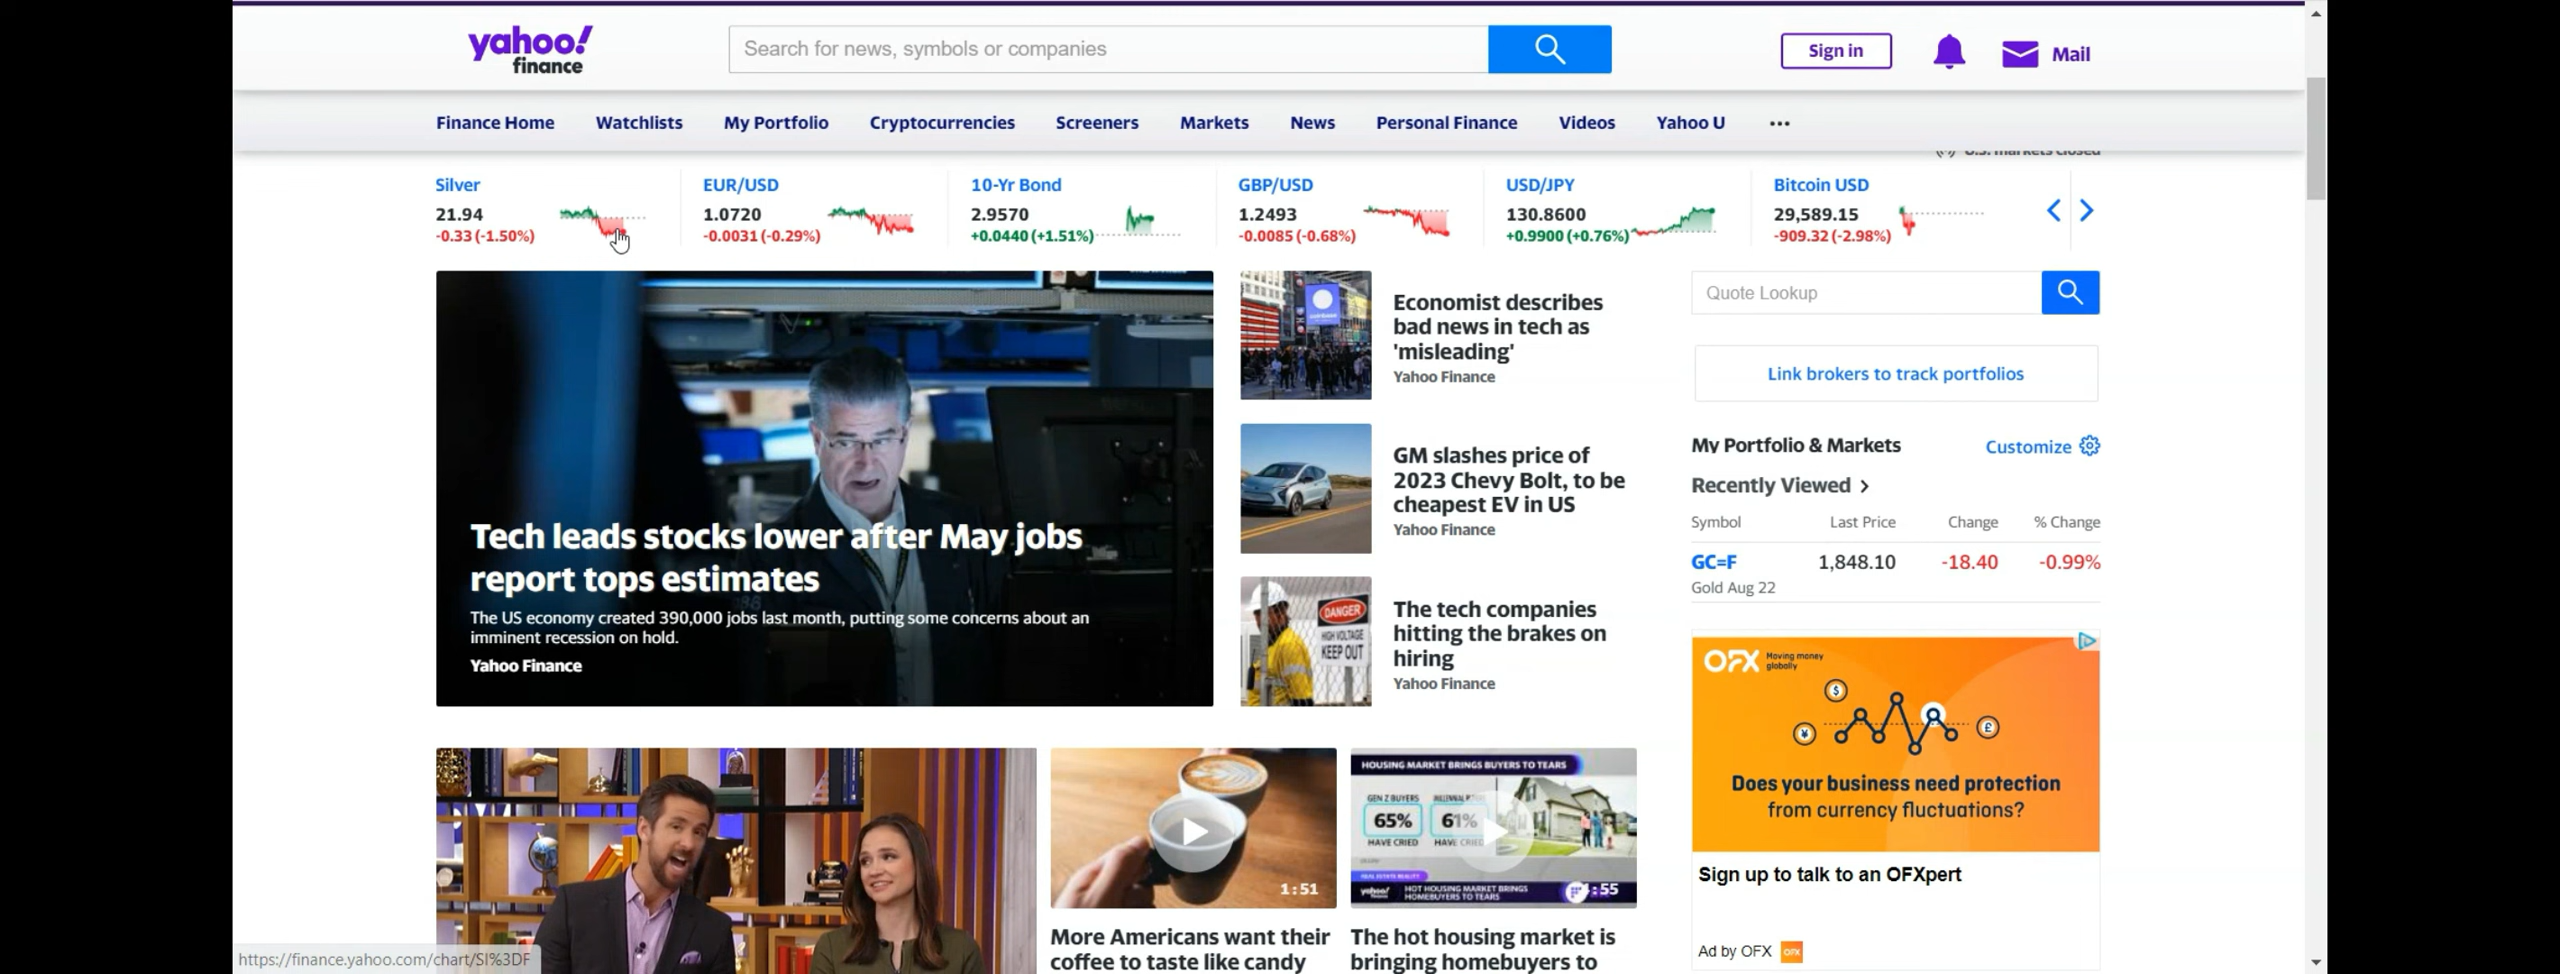 yahoo!
finance
Search for news, symbols or companies
Sign in
Mail
Finance Home
Watchlists
My Portfolio
Cryptocurrencies
Screeners
Markets
News
Personal Finance
Videos
Yahoo U
...
U.S. markets closed
Silver
21.94
-0.33 (-1.50%)
EUR/USD
1.0720
-0.0031 (-0.29%)
10-Yr Bond
2.9570
+0.0440 (+1.51%)
GBP/USD
1.2493
-0.0085 (-0.68%)
USD/JPY
130.8600
+0.9900 (+0.76%)
Bitcoin USD
29,589.15
-909.32 (-2.98%)
Tech leads stocks lower after May jobs
report tops estimates
The US economy created 390,000 jobs last month, putting some concerns about an
imminent recession on hold.
Yahoo Finance
Economist describes
bad news in tech as
'misleading'
Yahoo Finance
GM slashes price of
2023 Chevy Bolt, to be
cheapest EV in US
Yahoo Finance
DANGER
HIGH VOLTAGE
KEEP OUT
The tech companies
hitting the brakes on
hiring
Yahoo Finance
Quote Lookup
Link brokers to track portfolios
My Portfolio & Markets
Customize
Recently Viewed >
Symbol Last Price Change % Change
GC=F 1,848.10 -18.40 -0.99%
Gold Aug 22
OFX Moving money
globally
Does your business need protection
from currency fluctuations?
Sign up to talk to an OFXpert
Ad by OFX OFX
1:51
More Americans want their
coffee to taste like candy
HOUSING MARKET BRINGS BUYERS TO TEARS
GEN Z BUYERS
65%
HAVE CRIED
61%
HAVE CRIED
REAL ESTATE REALITY
yahoo!
HOT HOUSING MARKET BRINGS
HOMEBUYERS TO TEARS
:55
The hot housing market is
bringing homebuyers to
https://finance.yahoo.com/chart/SI%3DF